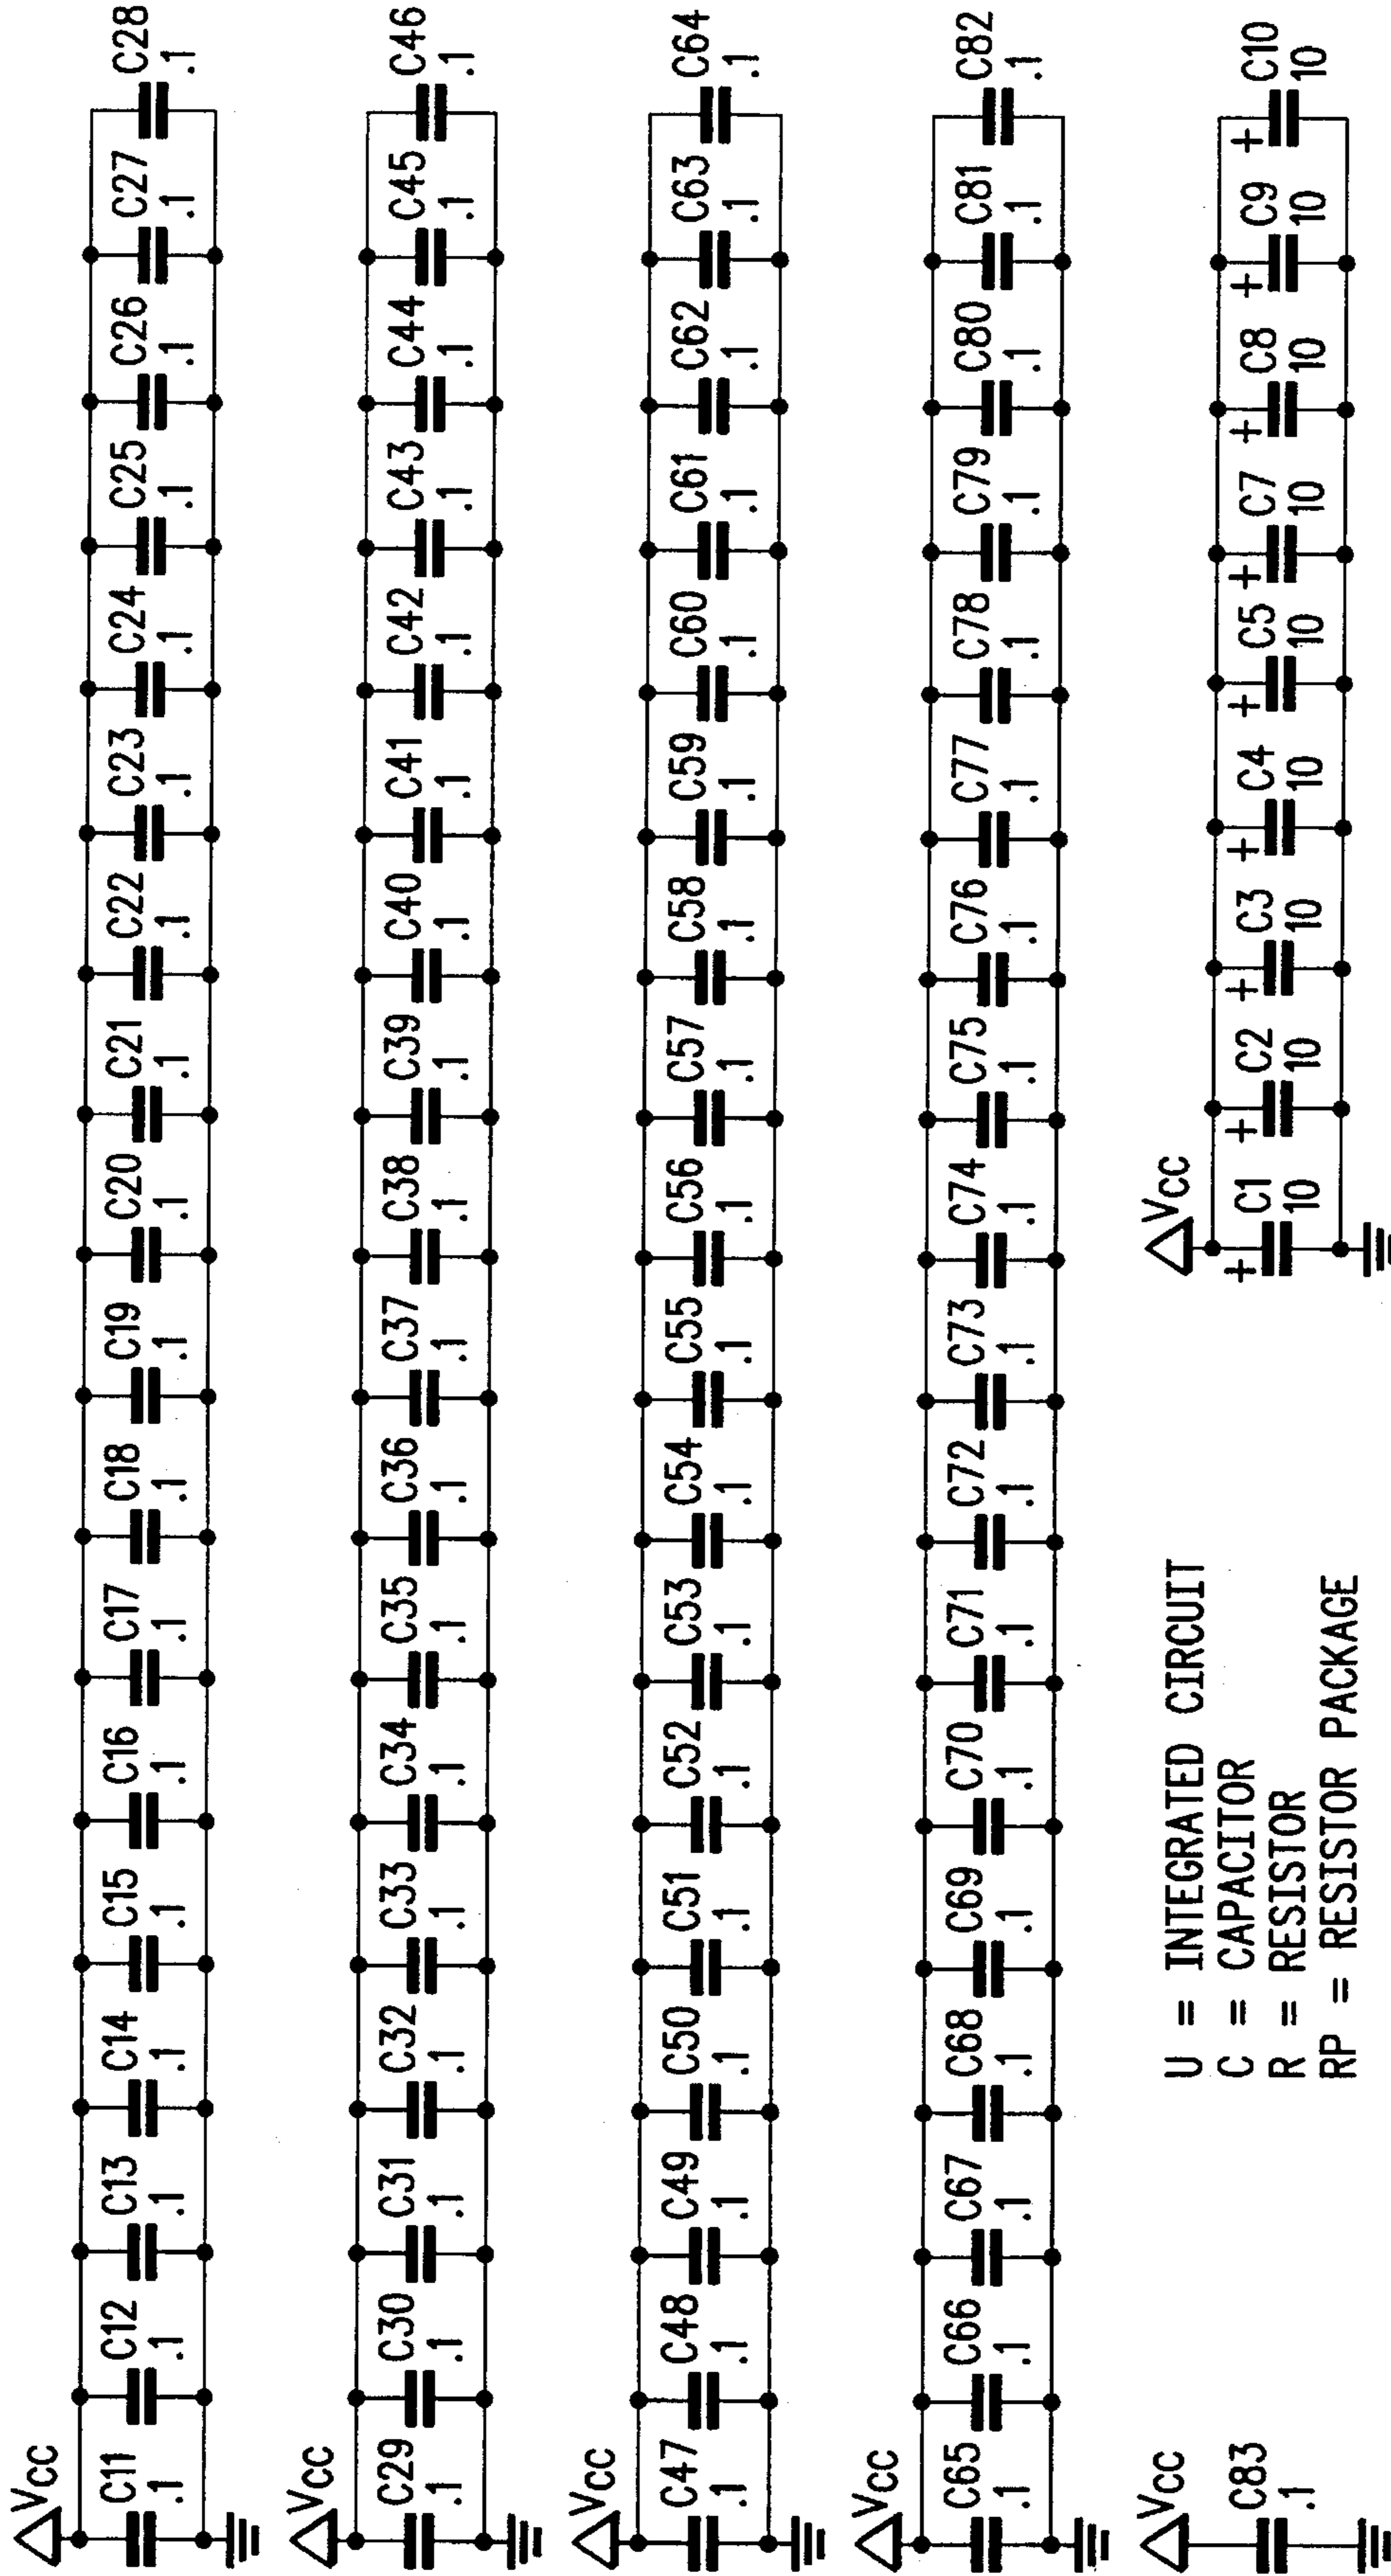 VCC
C11 C12 C13 C14 C15 C16 C17 C18 C19 C20 C21 C22 C23 C24 C25 C26 C27 C28
.1 .1 .1 .1 .1 .1 .1 .1 .1 .1 .1 .1 .1 .1 .1 .1 .1 .1
VCC
C29 C30 C31 C32 C33 C34 C35 C36 C37 C38 C39 C40 C41 C42 C43 C44 C45 C46
.1 .1 .1 .1 .1 .1 .1 .1 .1 .1 .1 .1 .1 .1 .1 .1 .1 .1
VCC
C47 C48 C49 C50 C51 C52 C53 C54 C55 C56 C57 C58 C59 C60 C61 C62 C63 C64
.1 .1 .1 .1 .1 .1 .1 .1 .1 .1 .1 .1 .1 .1 .1 .1 .1 .1
VCC
C65 C66 C67 C68 C69 C70 C71 C72 C73 C74 C75 C76 C77 C78 C79 C80 C81 C82
.1 .1 .1 .1 .1 .1 .1 .1 .1 .1 .1 .1 .1 .1 .1 .1 .1 .1
VCC
C83
.1
U = INTEGRATED CIRCUIT
C = CAPACITOR
R = RESISTOR
RP = RESISTOR PACKAGE
VCC
+ + + + + + + + +
C1 C2 C3 C4 C5 C7 C8 C9 C10
10 10 10 10 10 10 10 10 10